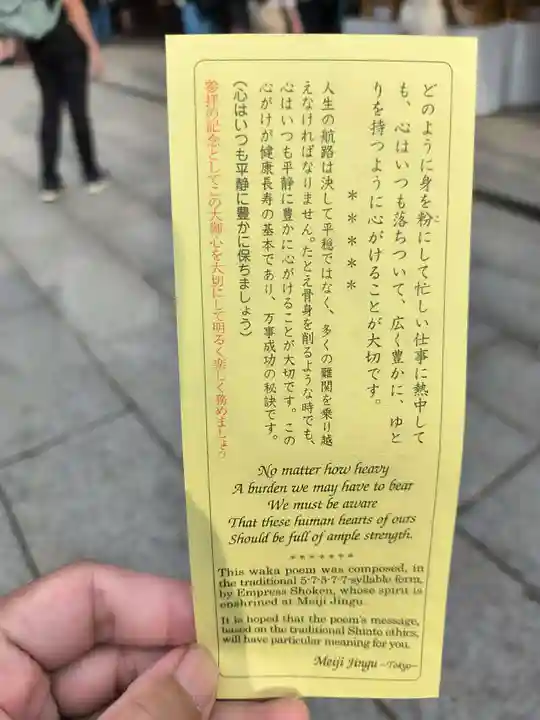 どのように身を粉にして忙しい仕事に熱中して
も、心はいつも落ちついて、広く豊かに、ゆと
りを持つように心がけることが大切です。
＊＊＊＊＊
人生の航路は決して平穏ではなく、多くの難関を乗り越
えなければなりません。たとえ骨身を削るような時でも、
心はいつも平静に豊かに心がけることが大切です。この
心がけが健康長寿の基本であり、万事成功の秘訣です。
（心はいつも平静に豊かに保ちましょう）
参拝の記念としてこの大御心を大切にして明るく楽しく務めましょう
No matter how heavy
A burden we may have to bear
We must be aware
That these human hearts of ours
Should be full of ample strength.
*******
This waka poem was composed, in
the traditional 5-7-5-7-7-syllable form,
by Empress Shoken, whose spirit is
enshrined at Meiji Jingu.
It is hoped that the poem's message,
based on the traditional Shinto ethics,
will have particular meaning for you.
Meiji Jingu -Tokyo-